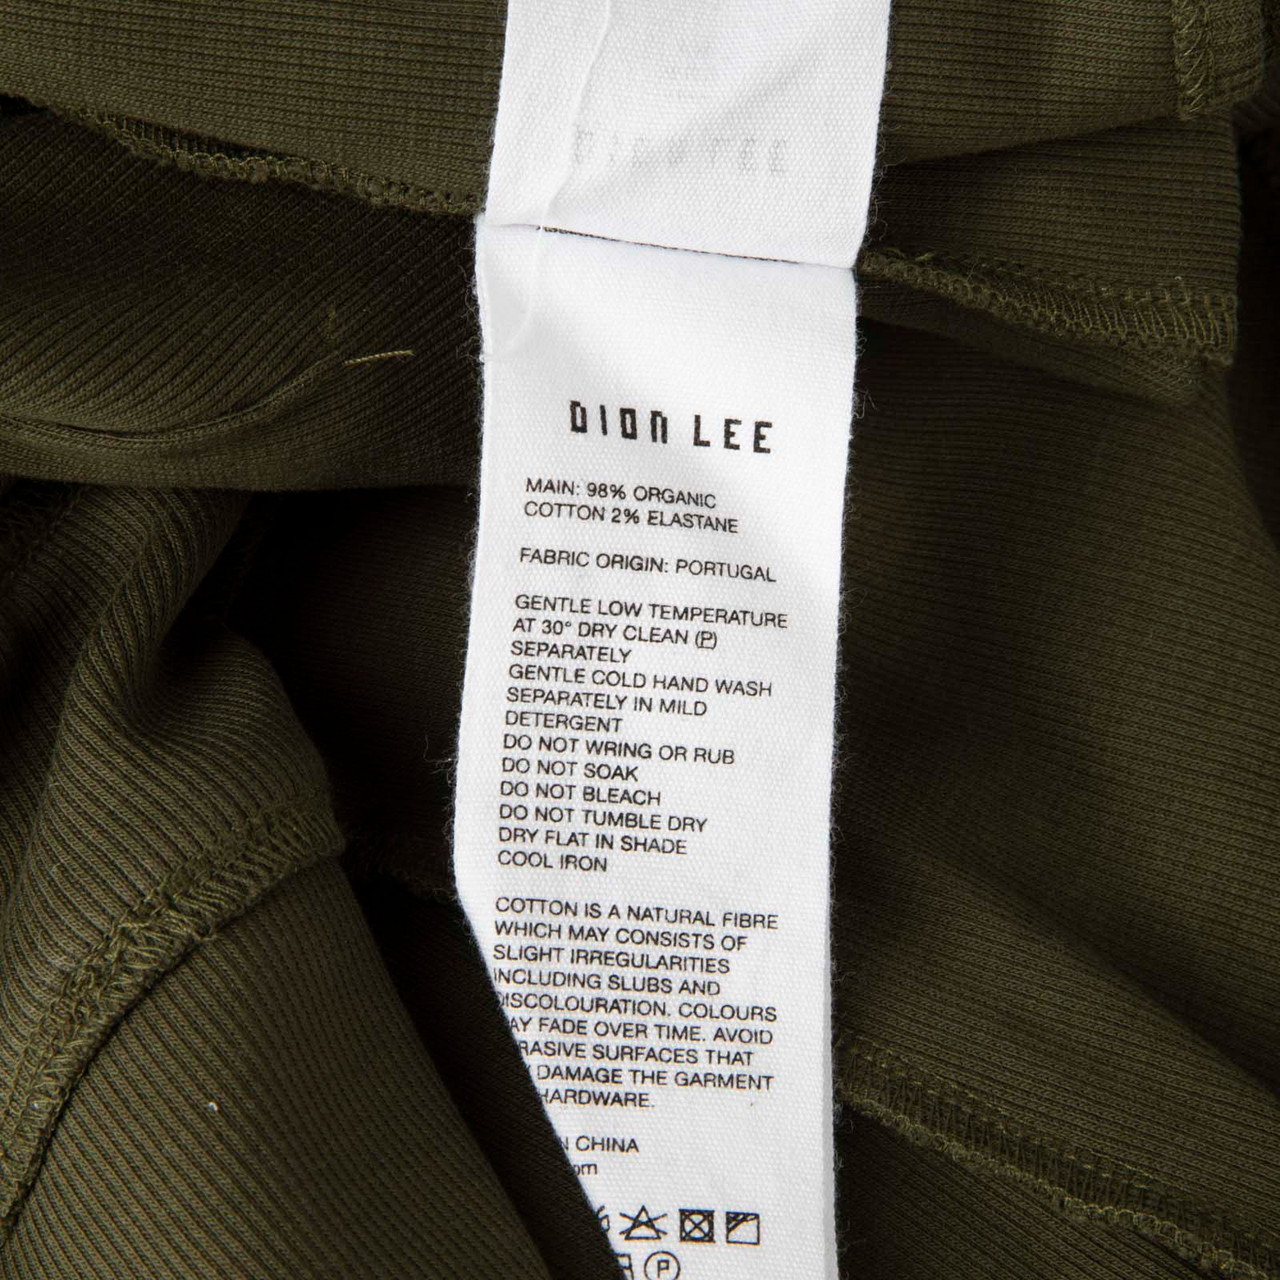 DION LEE
MAIN: 98% ORGANIC
COTTON 2% ELASTANE
FABRIC ORIGIN: PORTUGAL
GENTLE LOW TEMPERATURE
AT 30° DRY CLEAN (P)
SEPARATELY
GENTLE COLD HAND WASH
SEPARATELY IN MILD
DETERGENT
DO NOT WRING OR RUB
DO NOT SOAK
DO NOT BLEACH
DO NOT TUMBLE DRY
DRY FLAT IN SHADE
COOL IRON
COTTON IS A NATURAL FIBRE
WHICH MAY CONSISTS OF
SLIGHT IRREGULARITIES
INCLUDING SLUBS AND
DISCOLOURATION. COLOURS
AY FADE OVER TIME. AVOID
RASIVE SURFACES THAT
DAMAGE THE GARMENT
HARDWARE.
CHINA
P